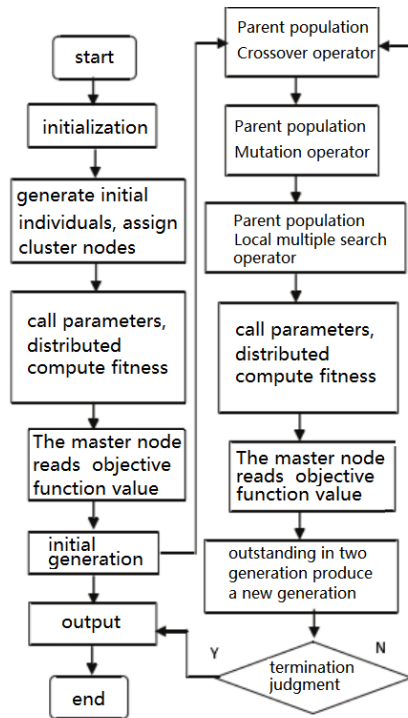 start
initialization
generate initial
individuals, assign
cluster nodes
call parameters,
distributed
compute fitness
The master node
reads objective
function value
initial
generation
output
end
Parent population
Crossover operator
Parent population
Mutation operator
Parent population
Local multiple search
operator
call parameters,
distributed
compute fitness
The master node
reads objective
function value
outstanding in two
generation produce
a new generation
Y
N
termination
judgment